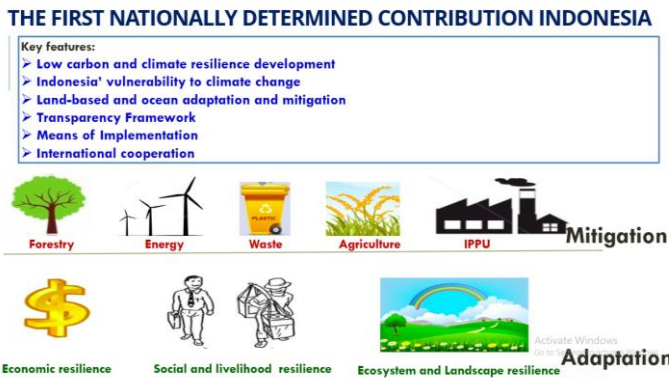 THE FIRST NATIONALLY DETERMINED CONTRIBUTION INDONESIA
Key features:
➢ Low carbon and climate resilience development
➢ Indonesia' vulnerability to climate change
➢ Land-based and ocean adaptation and mitigation
➢ Transparency Framework
➢ Means of Implementation
➢ International cooperation
PLASTIC
Forestry
Energy
Waste
Agriculture
IPPU
Mitigation
Activate Windows
Go to
Economic resilience
Social and livelihood resilience
Ecosystem and Landscape resilience
Adaptation